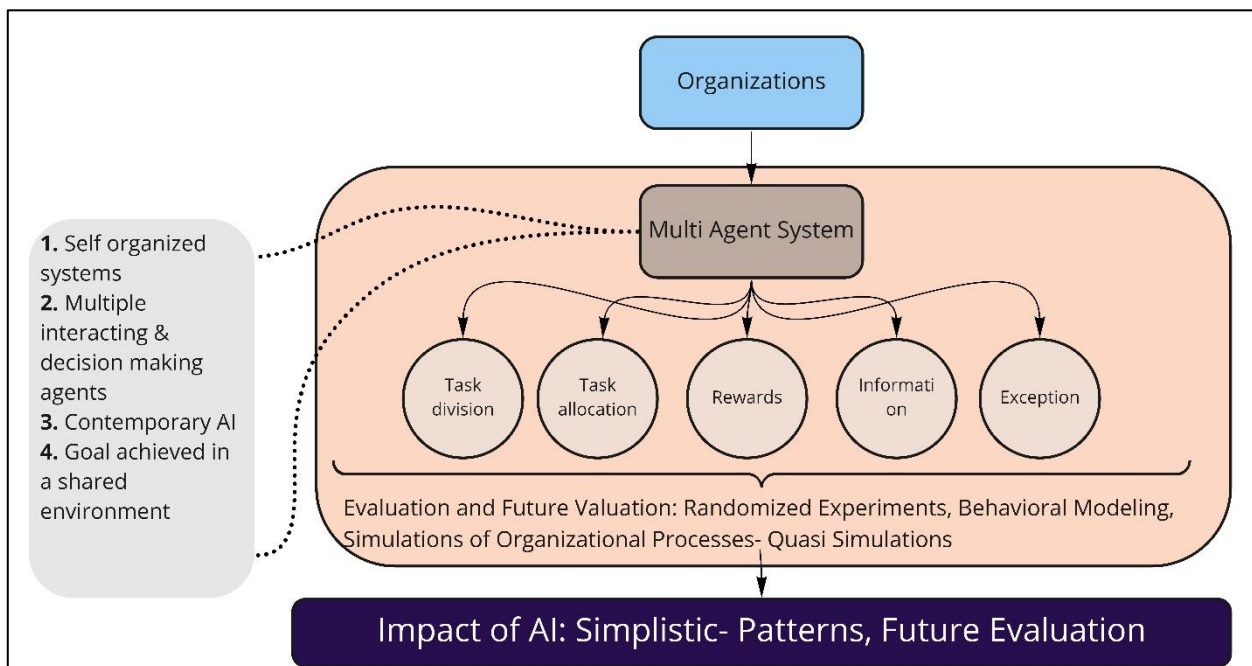 Organizations
Multi Agent System
1. Self organized
systems
2. Multiple
interacting &
decision making
agents
3. Contemporary AI
4. Goal achieved in
a shared
environment
Task
division
Task
allocation
Rewards
Informati
on
Exception
Evaluation and Future Valuation: Randomized Experiments, Behavioral Modeling,
Simulations of Organizational Processes- Quasi Simulations
Impact of AI: Simplistic- Patterns, Future Evaluation